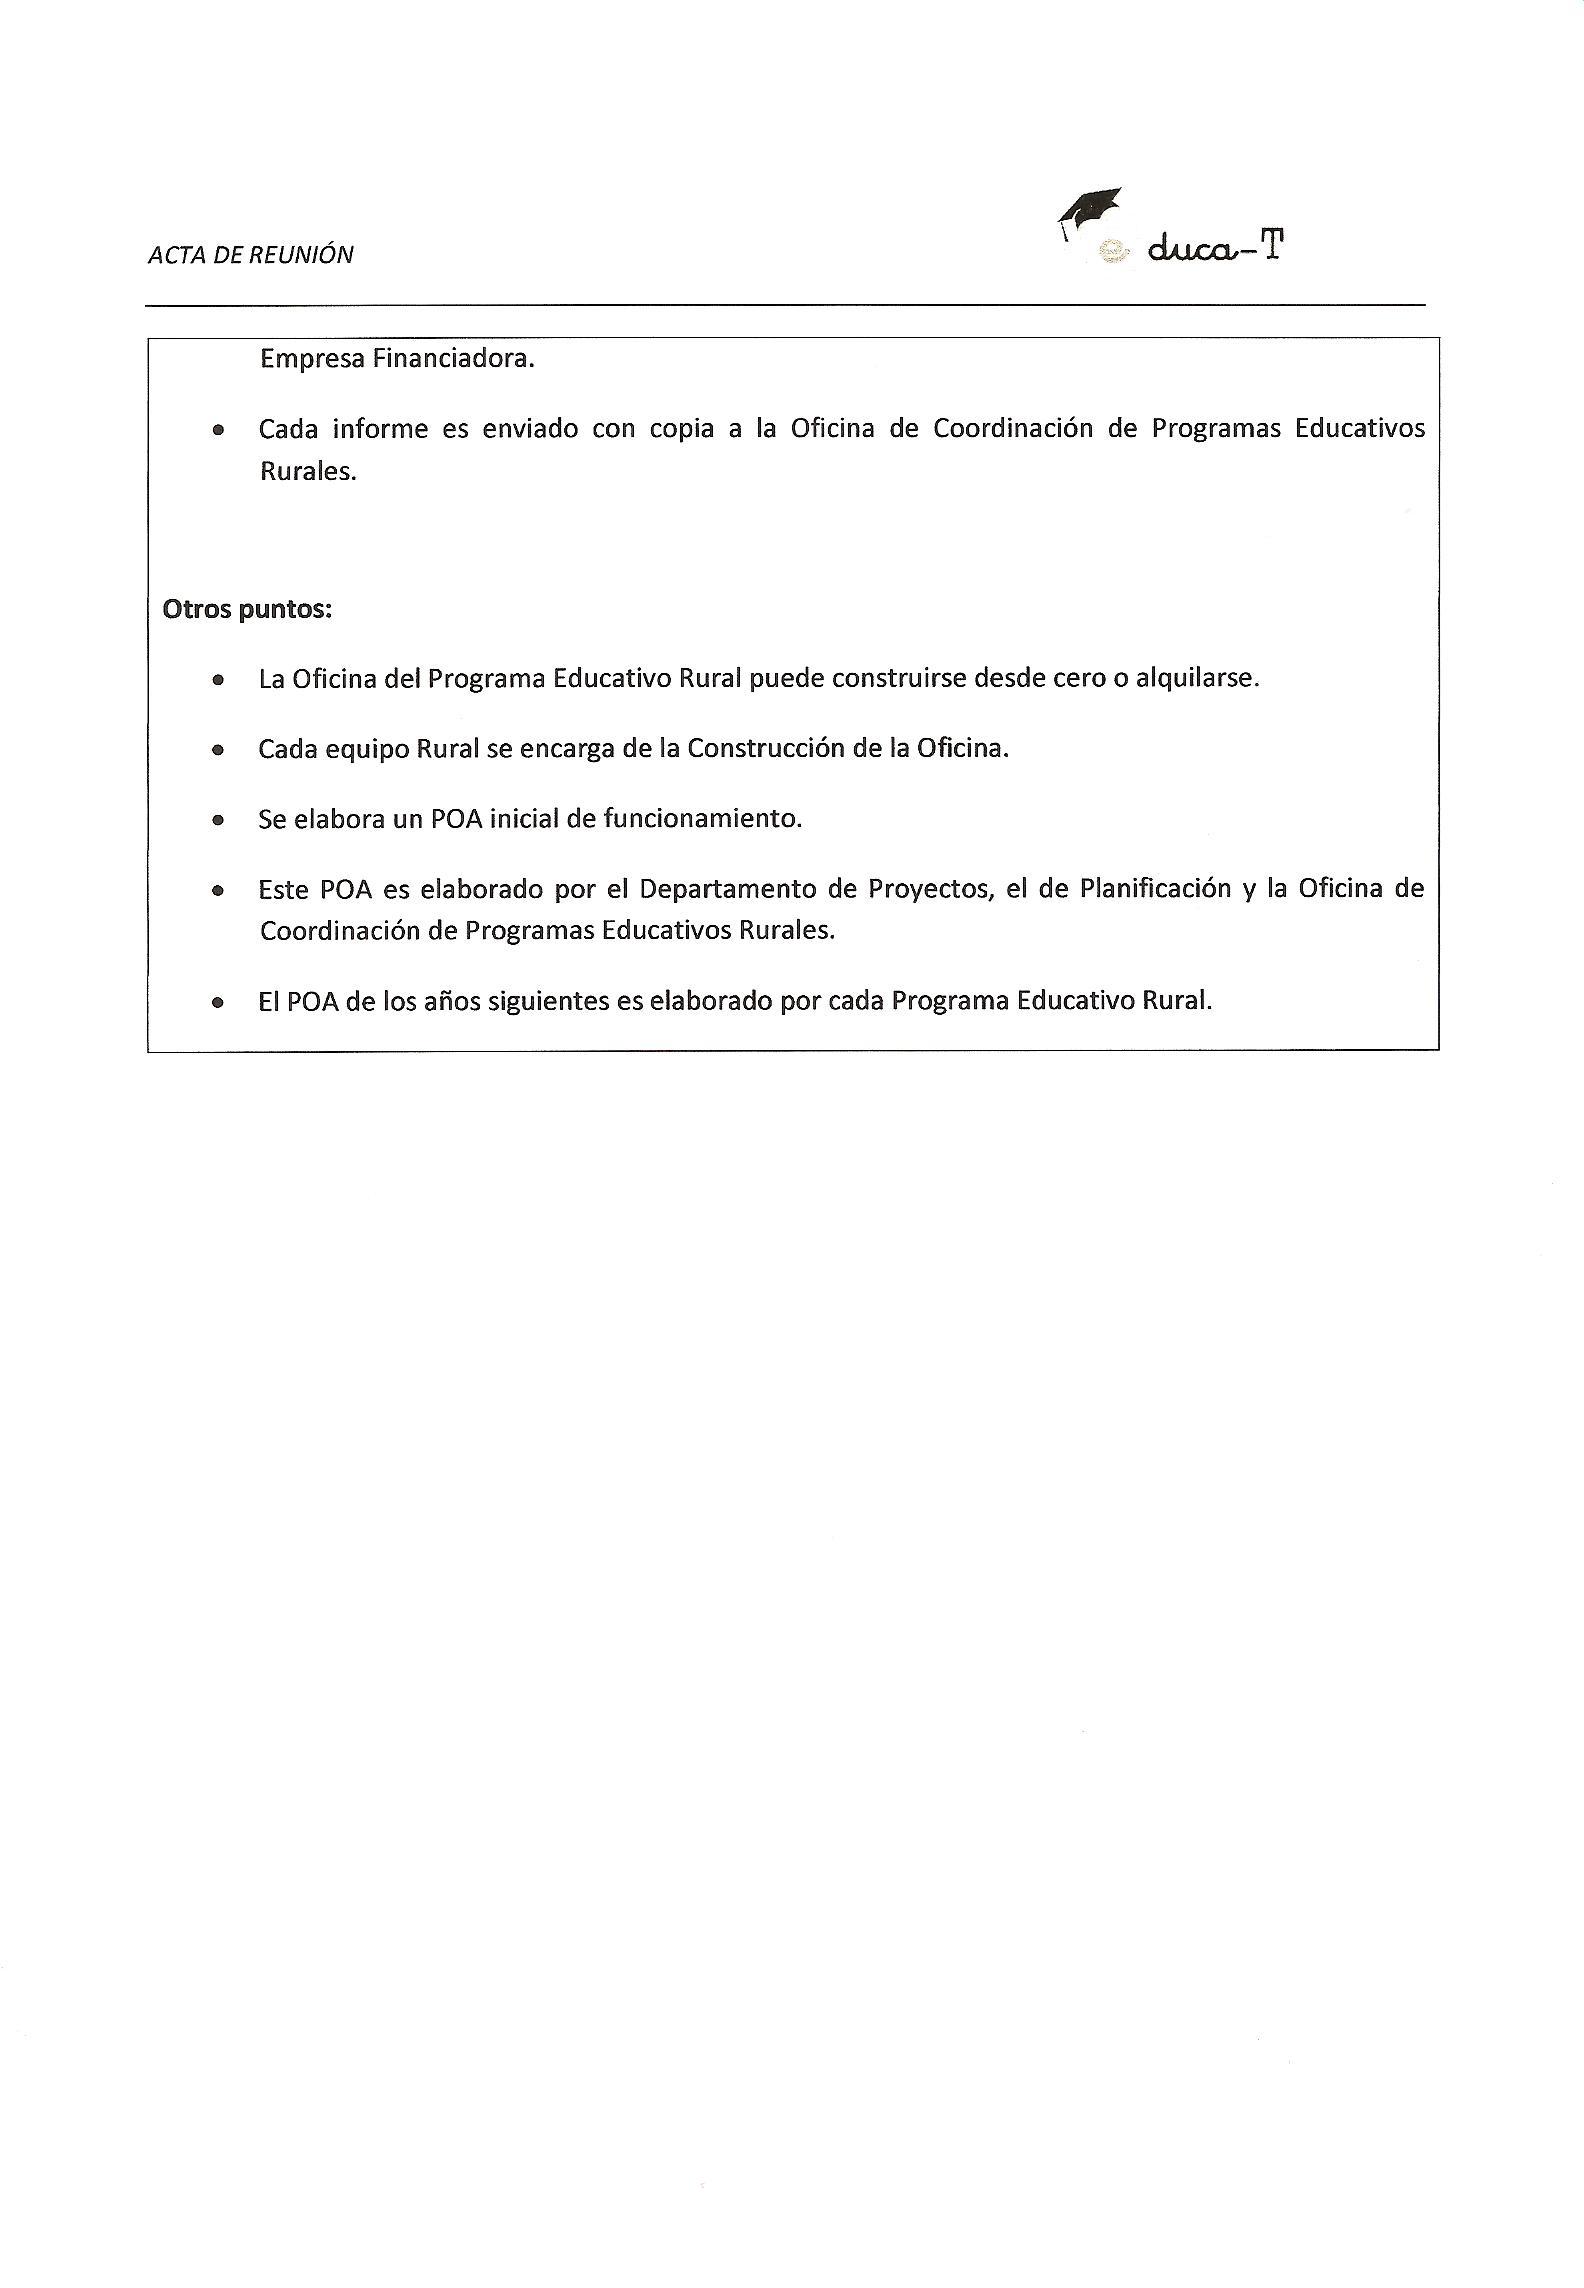 ACTA DE REUNIÓN
educa-T
Empresa Financiadora.
• Cada informe es enviado con copia a la Oficina de Coordinación de Programas Educativos
Rurales.
Otros puntos:
• La Oficina del Programa Educativo Rural puede construirse desde cero o alquilarse.
• Cada equipo Rural se encarga de la Construcción de la Oficina.
• Se elabora un POA inicial de funcionamiento.
• Este POA es elaborado por el Departamento de Proyectos, el de Planificación y la Oficina de
Coordinación de Programas Educativos Rurales.
• El POA de los años siguientes es elaborado por cada Programa Educativo Rural.